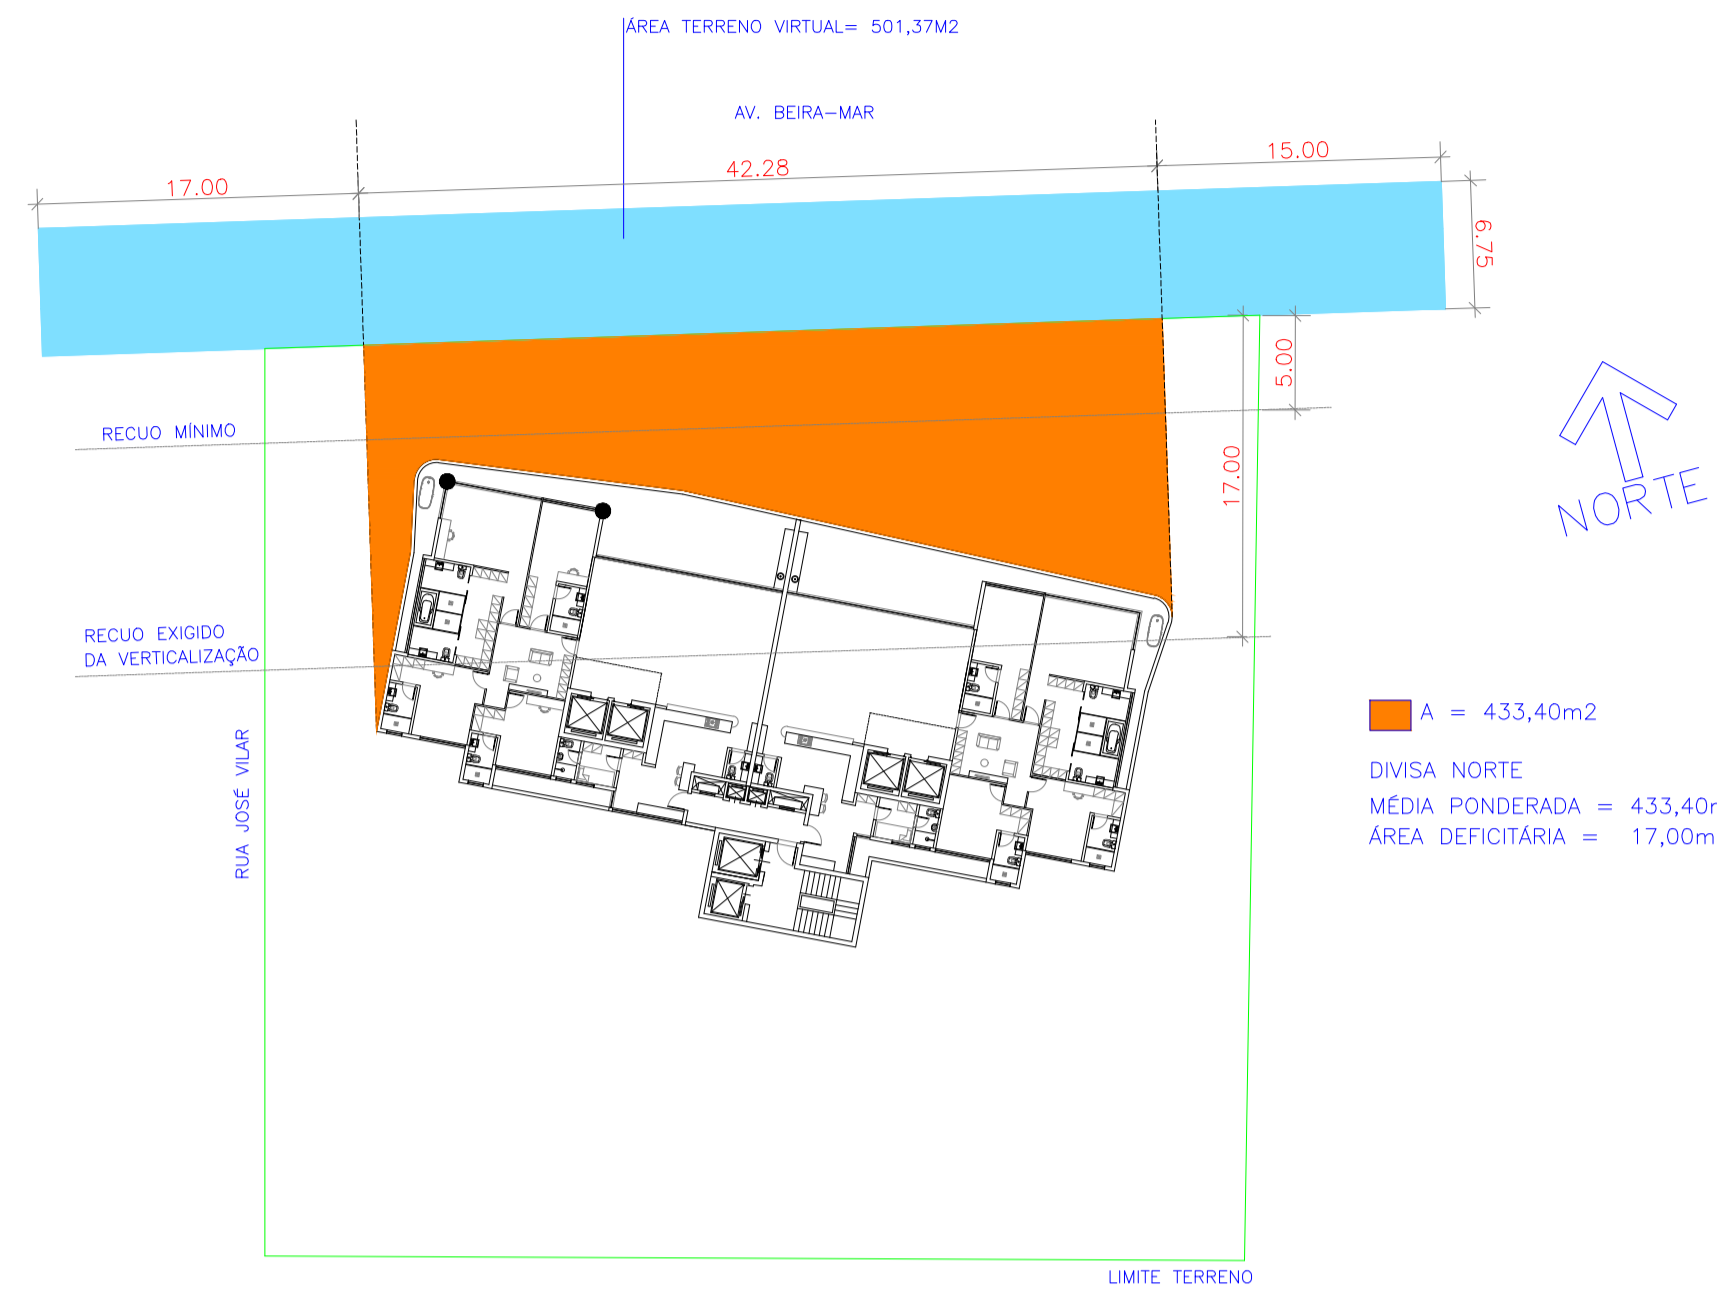 ÁREA TERRENO VIRTUAL= 501,37M2
AV. BEIRA-MAR
17.00
42.28
15.00
6.75
5.00
17.00
RECUO MÍNIMO
NORTE
RECUO EXIGIDO
DA VERTICALIZAÇÃO
RUA JOSÉ VILAR
A = 433,40m2
DIVISA NORTE
MÉDIA PONDERADA = 433,40
ÁREA DEFICITÁRIA = 17,00m
LIMITE TERRENO